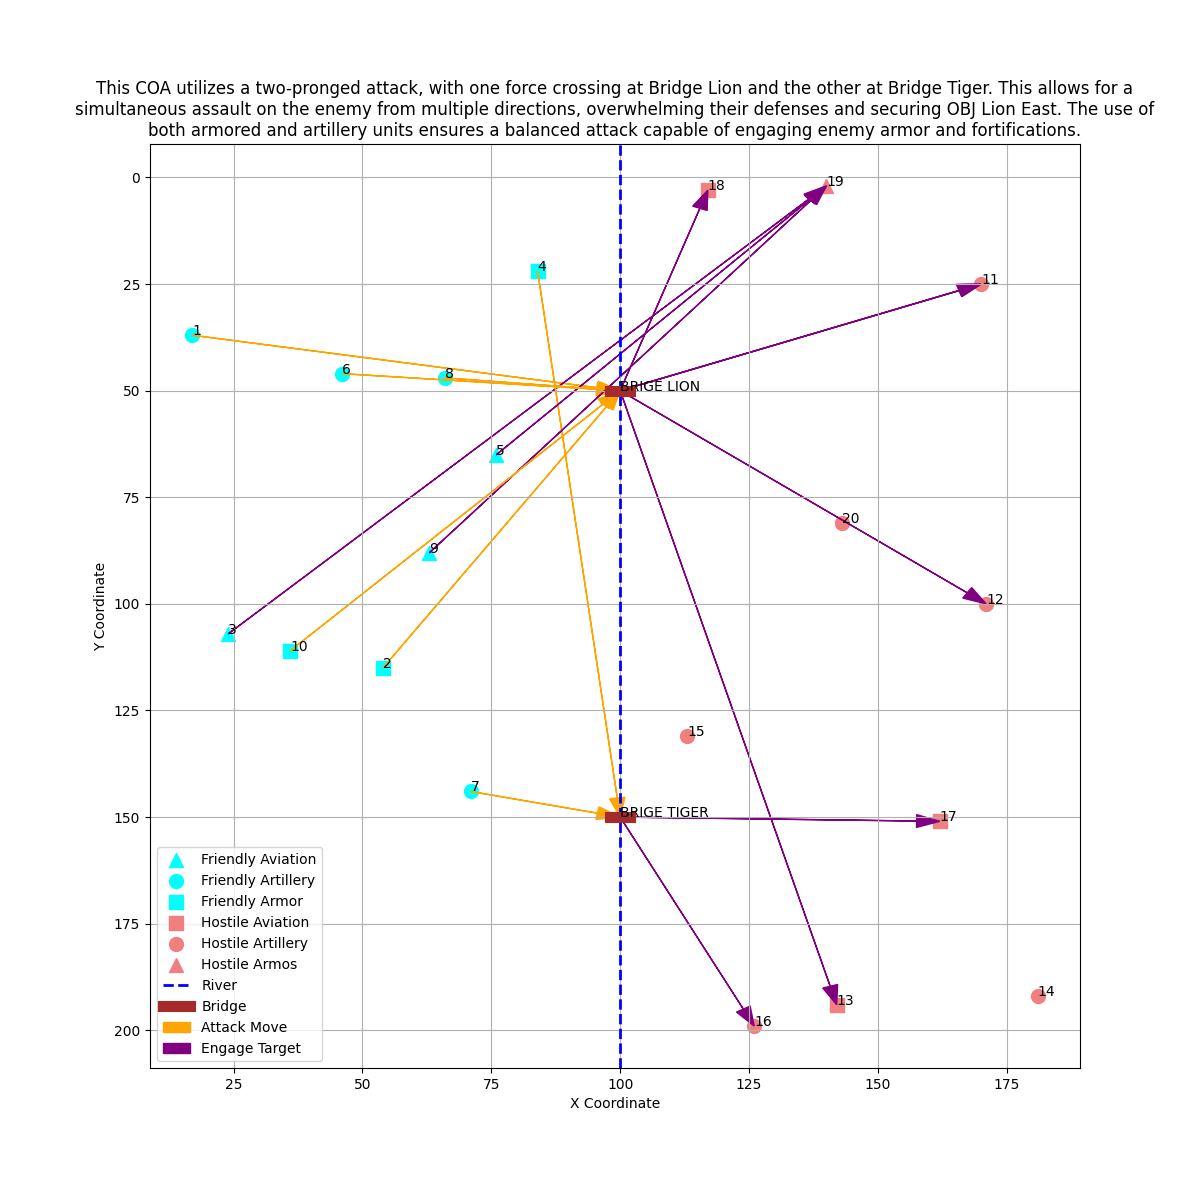 This COA utilizes a two-pronged attack, with one force crossing at Bridge Lion and the other at Bridge Tiger. This allows for a
simultaneous assault on the enemy from multiple directions, overwhelming their defenses and securing OBJ Lion East. The use of
both armored and artillery units ensures a balanced attack capable of engaging enemy armor and fortifications.
0
18
19
4
25
11
1
6
8
50
BRIGE LION
5
75
20
9
100
12
3
10
2
125
15
7
150
BRIGE TIGER
17
175
14
13
16
200
Y Coordinate
Friendly Aviation
Friendly Artillery
Friendly Armor
Hostile Aviation
Hostile Artillery
Hostile Armos
River
Bridge
Attack Move
Engage Target
25 50 75 100 125 150 175
X Coordinate